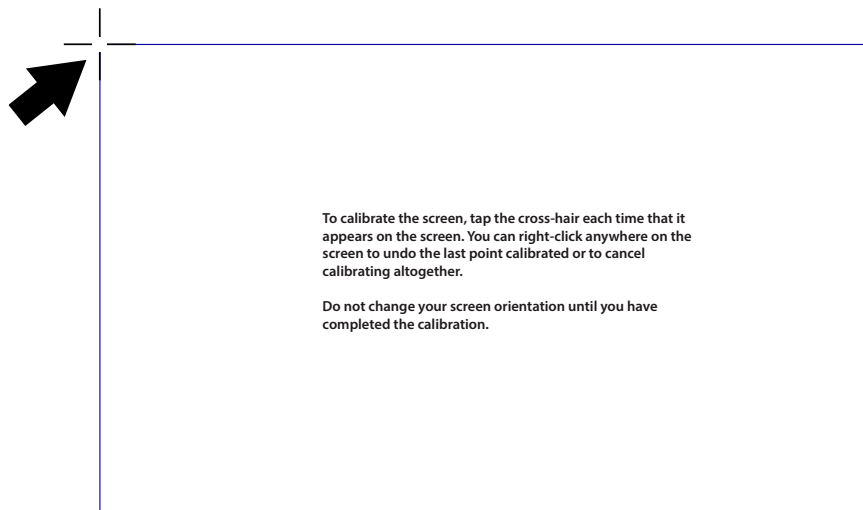 To calibrate the screen, tap the cross-hair each time that it
appears on the screen. You can right-click anywhere on the
screen to undo the last point calibrated or to cancel
calibrating altogether.
Do not change your screen orientation until you have
completed the calibration.